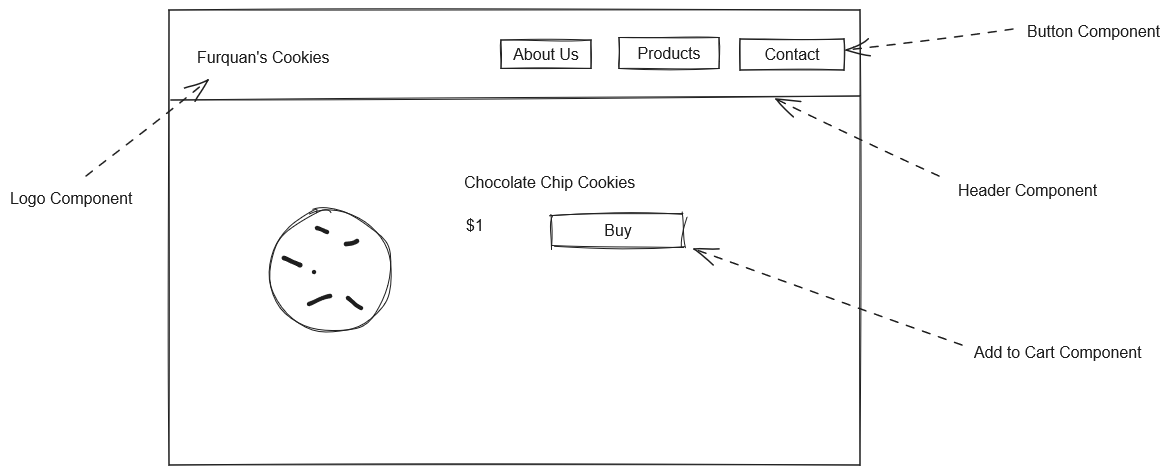 Furquan's Cookies
About Us
Products
Contact
Button Component
Logo Component
Header Component
Chocolate Chip Cookies
$1
Buy
Add to Cart Component